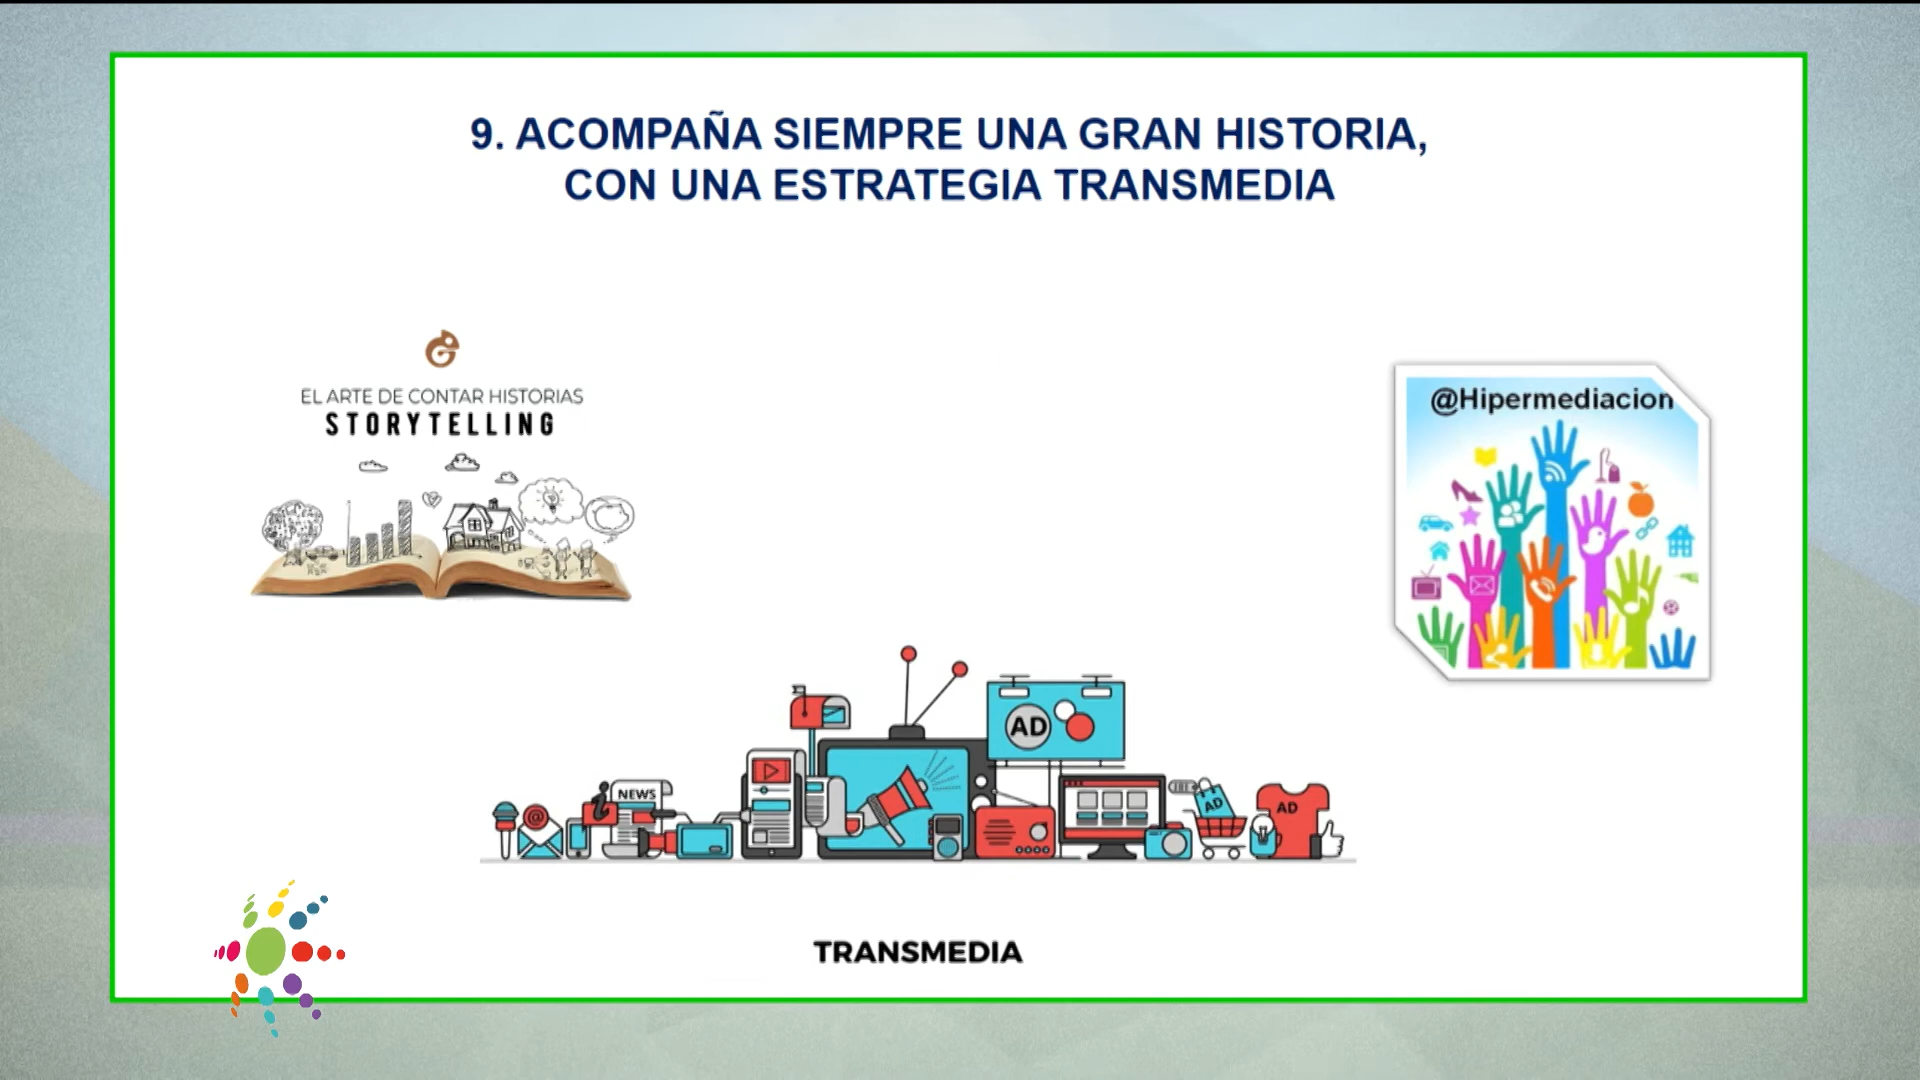 9. ACOMPAÑA SIEMPRE UNA GRAN HISTORIA,
CON UNA ESTRATEGIA TRANSMEDIA
EL ARTE DE CONTAR HISTORIAS
STORYTELLING
@Hipermediacion
AD
NEWS
@
AD
AD
TRANSMEDIA